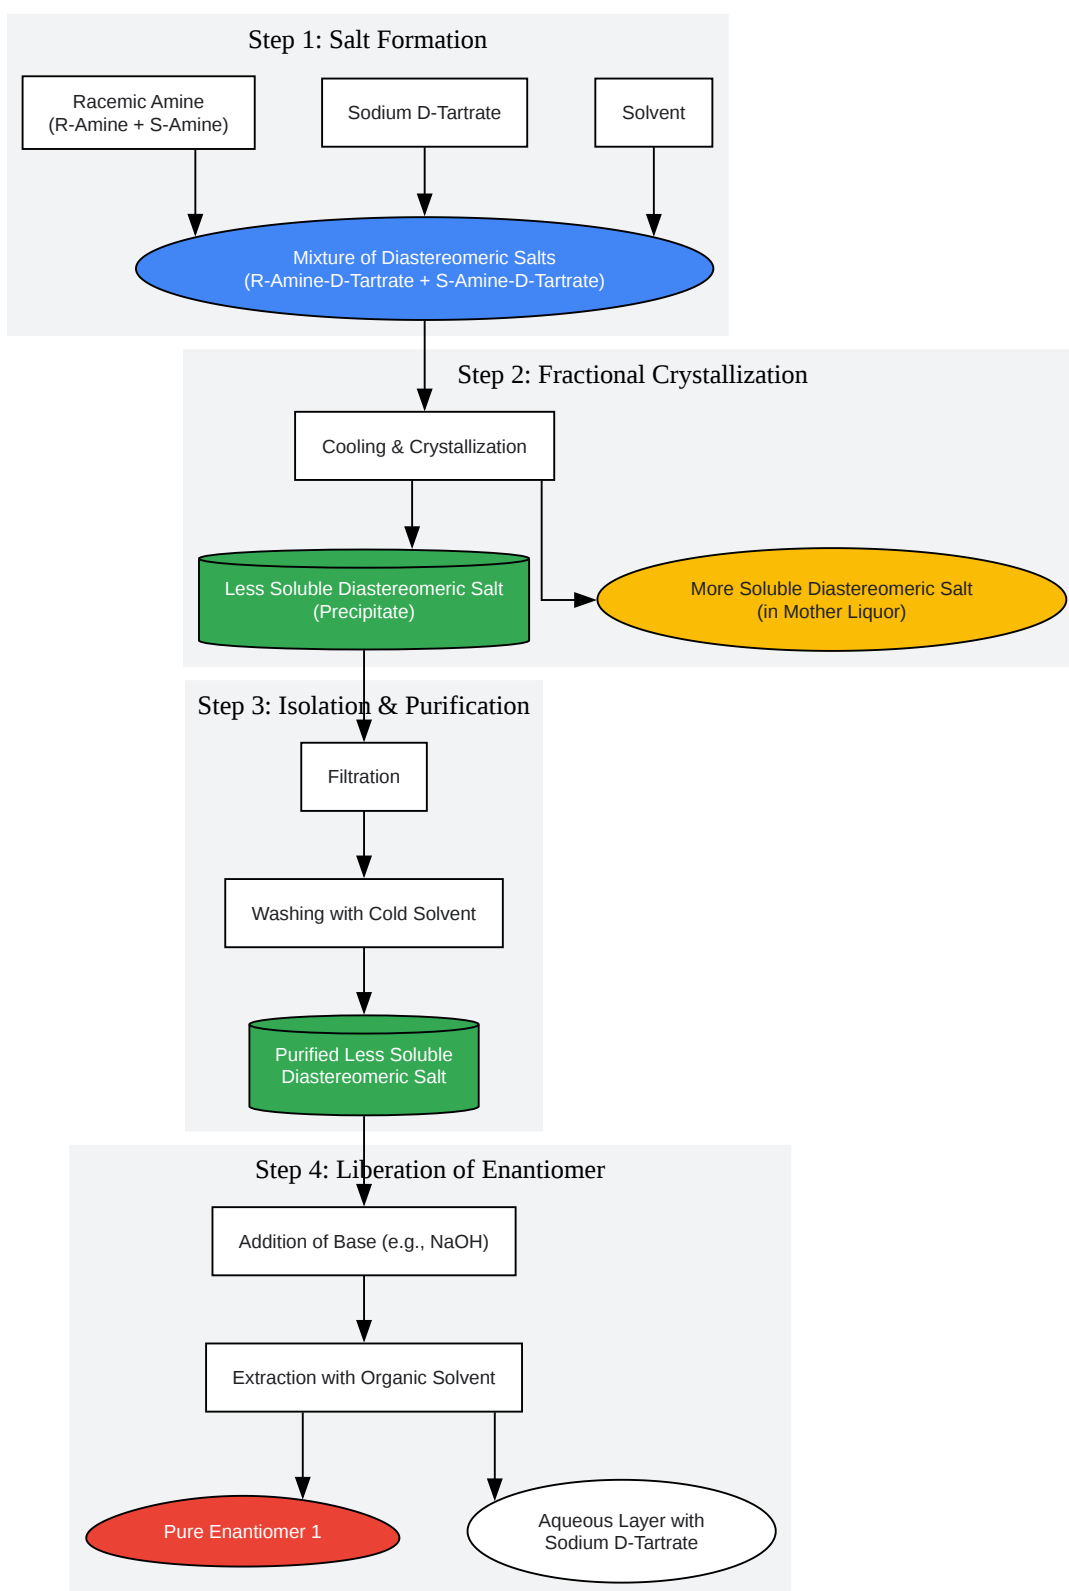 Step 1: Salt Formation
Racemic Amine
(R-Amine + S-Amine)
Sodium D-Tartrate
Solvent
Mixture of Diastereomeric Salts
(R-Amine-D-Tartrate + S-Amine-D-Tartrate)
Step 2: Fractional Crystallization
Cooling & Crystallization
Less Soluble Diastereomeric Salt
(Precipitate)
More Soluble Diastereomeric Salt
(in Mother Liquor)
Step 3: Isolation & Purification
Filtration
Washing with Cold Solvent
Purified Less Soluble
Diastereomeric Salt
Step 4: Liberation of Enantiomer
Addition of Base (e.g., NaOH)
Extraction with Organic Solvent
Pure Enantiomer 1
Aqueous Layer with
Sodium D-Tartrate